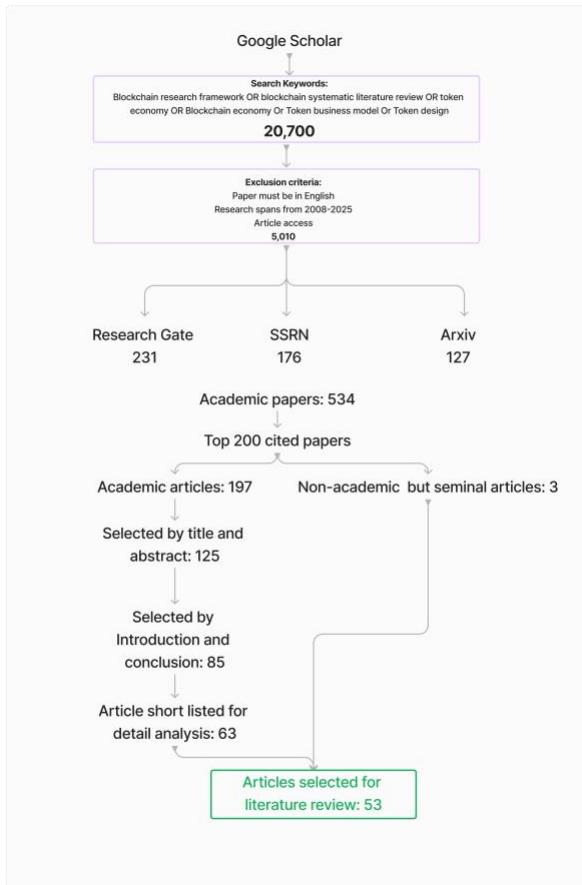 Google Scholar
Search Keywords:
Blockchain research framework OR blockchain systematic literature review OR token
economy OR Blockchain economy Or Token business model Or Token design
20,700
Exclusion criteria:
Paper must be in English
Research spans from 2008-2025
Article access
5,010
Research Gate
231
SSRN
176
Arxiv
127
Academic papers: 534
Top 200 cited papers
Academic articles: 197
Non-academic but seminal articles: 3
Selected by title and
abstract: 125
Selected by
Introduction and
conclusion: 85
Article short listed for
detail analysis: 63
Articles selected for
literature review: 53